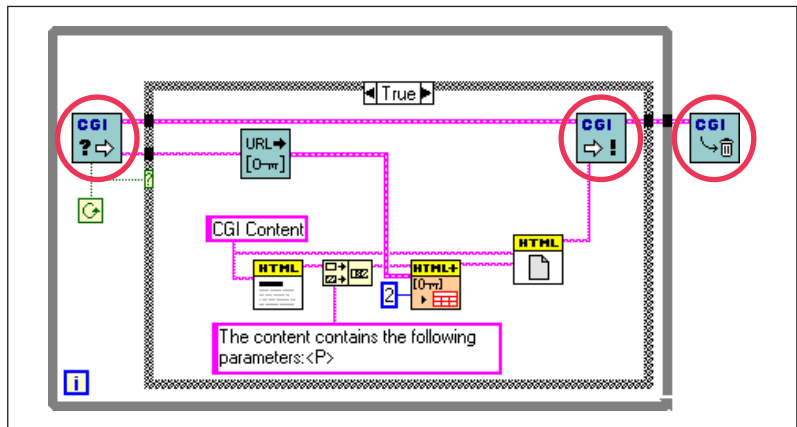 True
CGI
?
CGI
!
CGI
URL
[O
?
CGI Content
HTML
HTML
HTML+
[O
2
The content contains the following
parameters:<P>
i